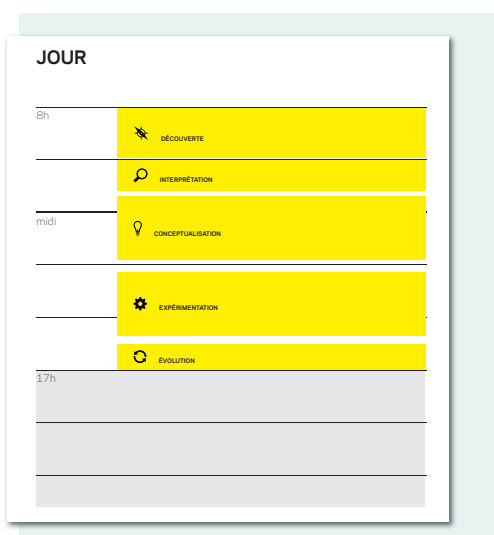 JOUR
8h
DÉCOUVERTE
INTERPRÉTATION
midi
CONCEPTUALISATION
EXPÉRIMENTATION
ÉVOLUTION
17h